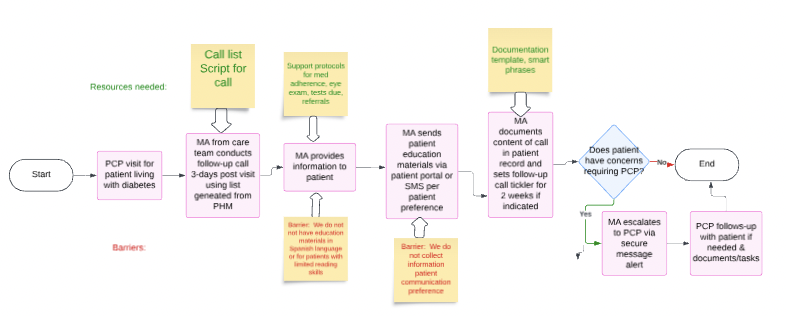 Resources needed:
Call list
Script for
call
Support protocols
for med
adherence, eye
exam, tests due,
referrals
Documentation
template, smart
phrases
Start
PCP visit for
patient living
with diabetes
MA from care
team conducts
follow-up call
3-days post visit
using list
geneated from
PHM
MA provides
information to
patient
MA sends
patient
education
materials via
patient portal or
SMS per
patient
preference
MA
documents
content of call
in patient
record and
sets follow-up
call tickler for
2 weeks if
indicated
Does patient
have concerns
requiring PCP?
No
End
Yes
MA escalates
to PCP via
secure
message
alert
PCP follows-up
with patient if
needed &
documents/tasks
Barriers:
Barrier: We do not
not have education
materials in
Spanish language
or for patients with
limited reading
skills
Barrier: We do
not collect
information
patient
communication
preference